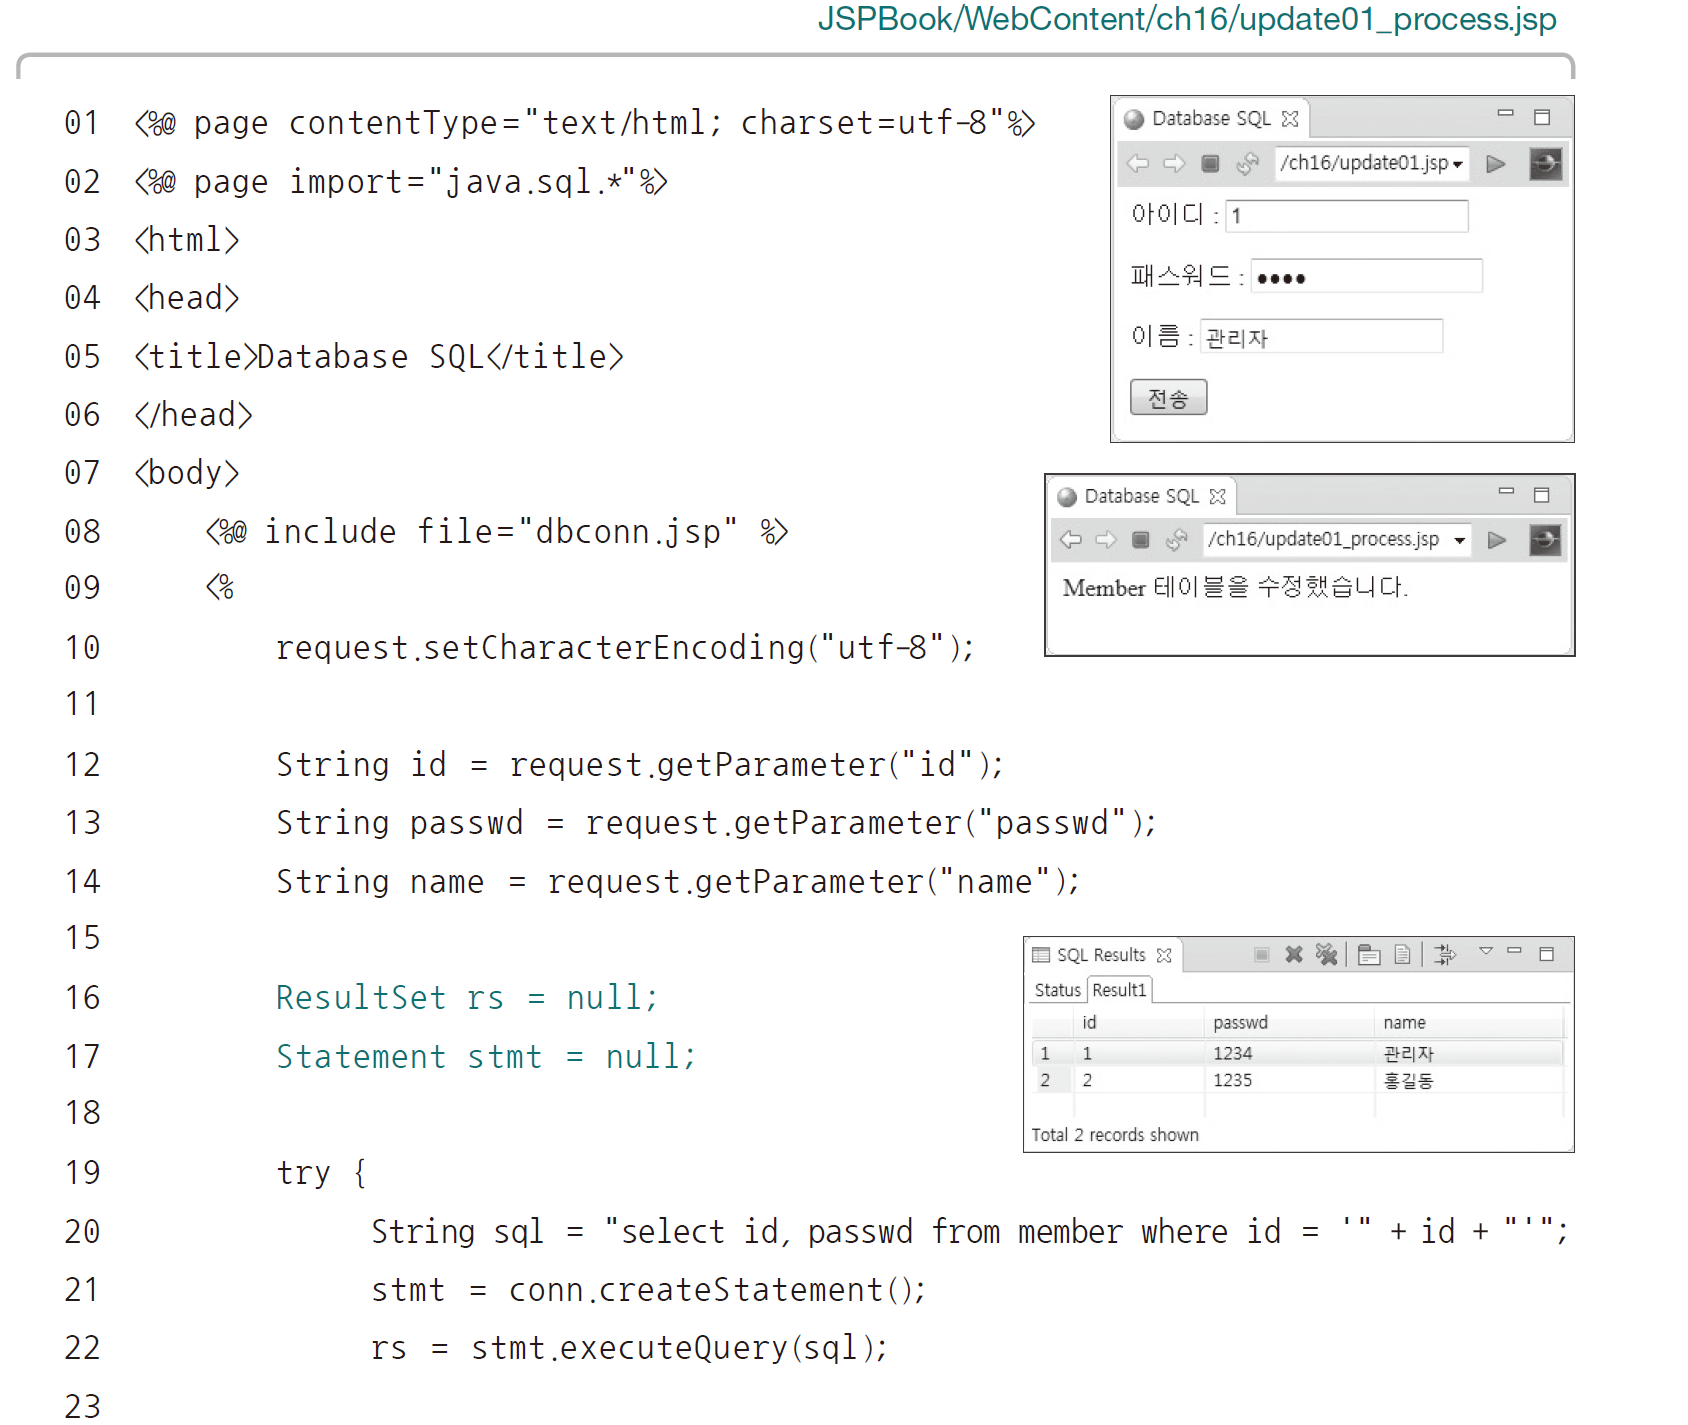 JSPBook/WebContent/ch16/update01_process.jsp
01 <%@ page contentType="text/html; charset=utf-8"%>
02 <%@ page import="java.sql.*"%>
03 <html>
04 <head>
05 <title>Database SQL</title>
06 </head>
07 <body>
08 <%@ include file="dbconn.jsp" %>
09 <%
10 request.setCharacterEncoding("utf-8");
11
12 String id = request.getParameter("id");
13 String passwd = request.getParameter("passwd");
14 String name = request.getParameter("name");
15
16 ResultSet rs = null;
17 Statement stmt = null;
18
19 try {
20 String sql = "select id, passwd from member where id = '" + id + "'";
21 stmt = conn.createStatement();
22 rs = stmt.executeQuery(sql);
23
Database SQL
/ch16/update01.jsp
아이디 : 1
패스워드 : ••••
이름 : 관리자
전송
Database SQL
/ch16/update01_process.jsp
Member 테이블을 수정했습니다.
SQL Results
Status Result1
id passwd name
1 1 1234 관리자
2 2 1235 홍길동
Total 2 records shown